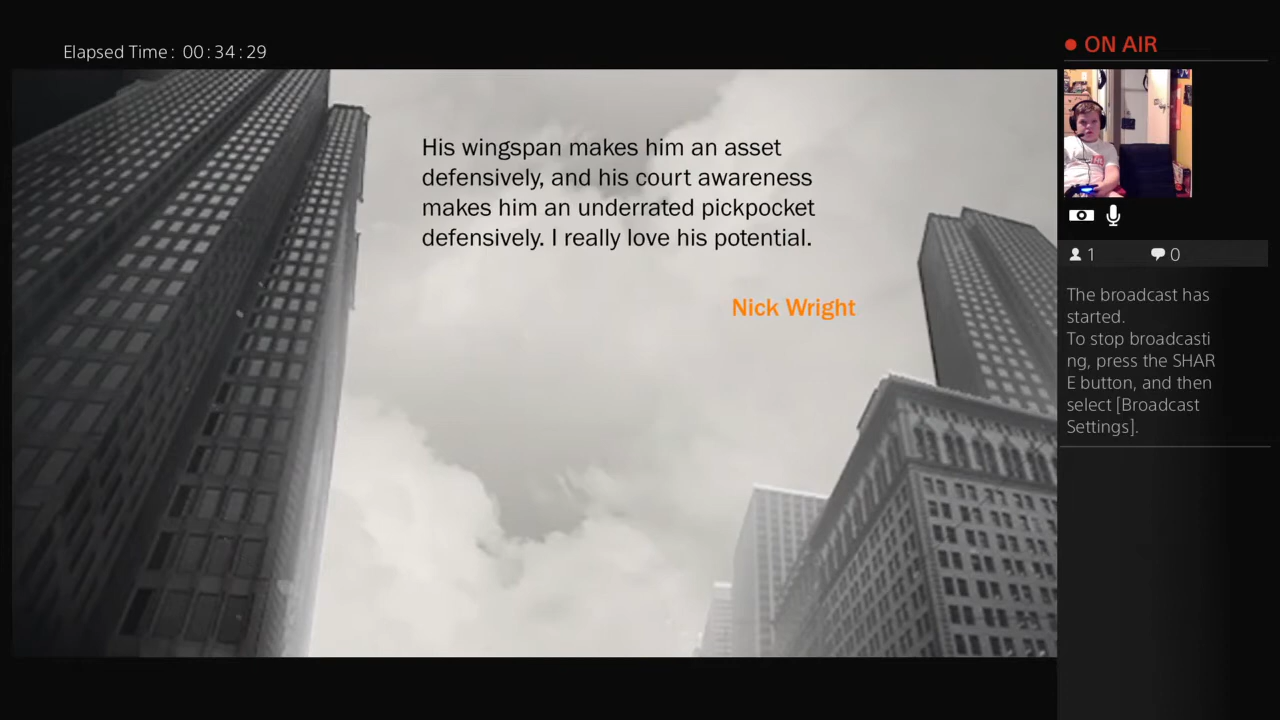 Elapsed Time: 00:34:29
ON AIR
His wingspan makes him an asset
defensively, and his court awareness
makes him an underrated pickpocket
defensively. I really love his potential.
Nick Wright
1
0
The broadcast has
started.
To stop broadcasti
ng, press the SHAR
E button, and then
select [Broadcast
Settings].